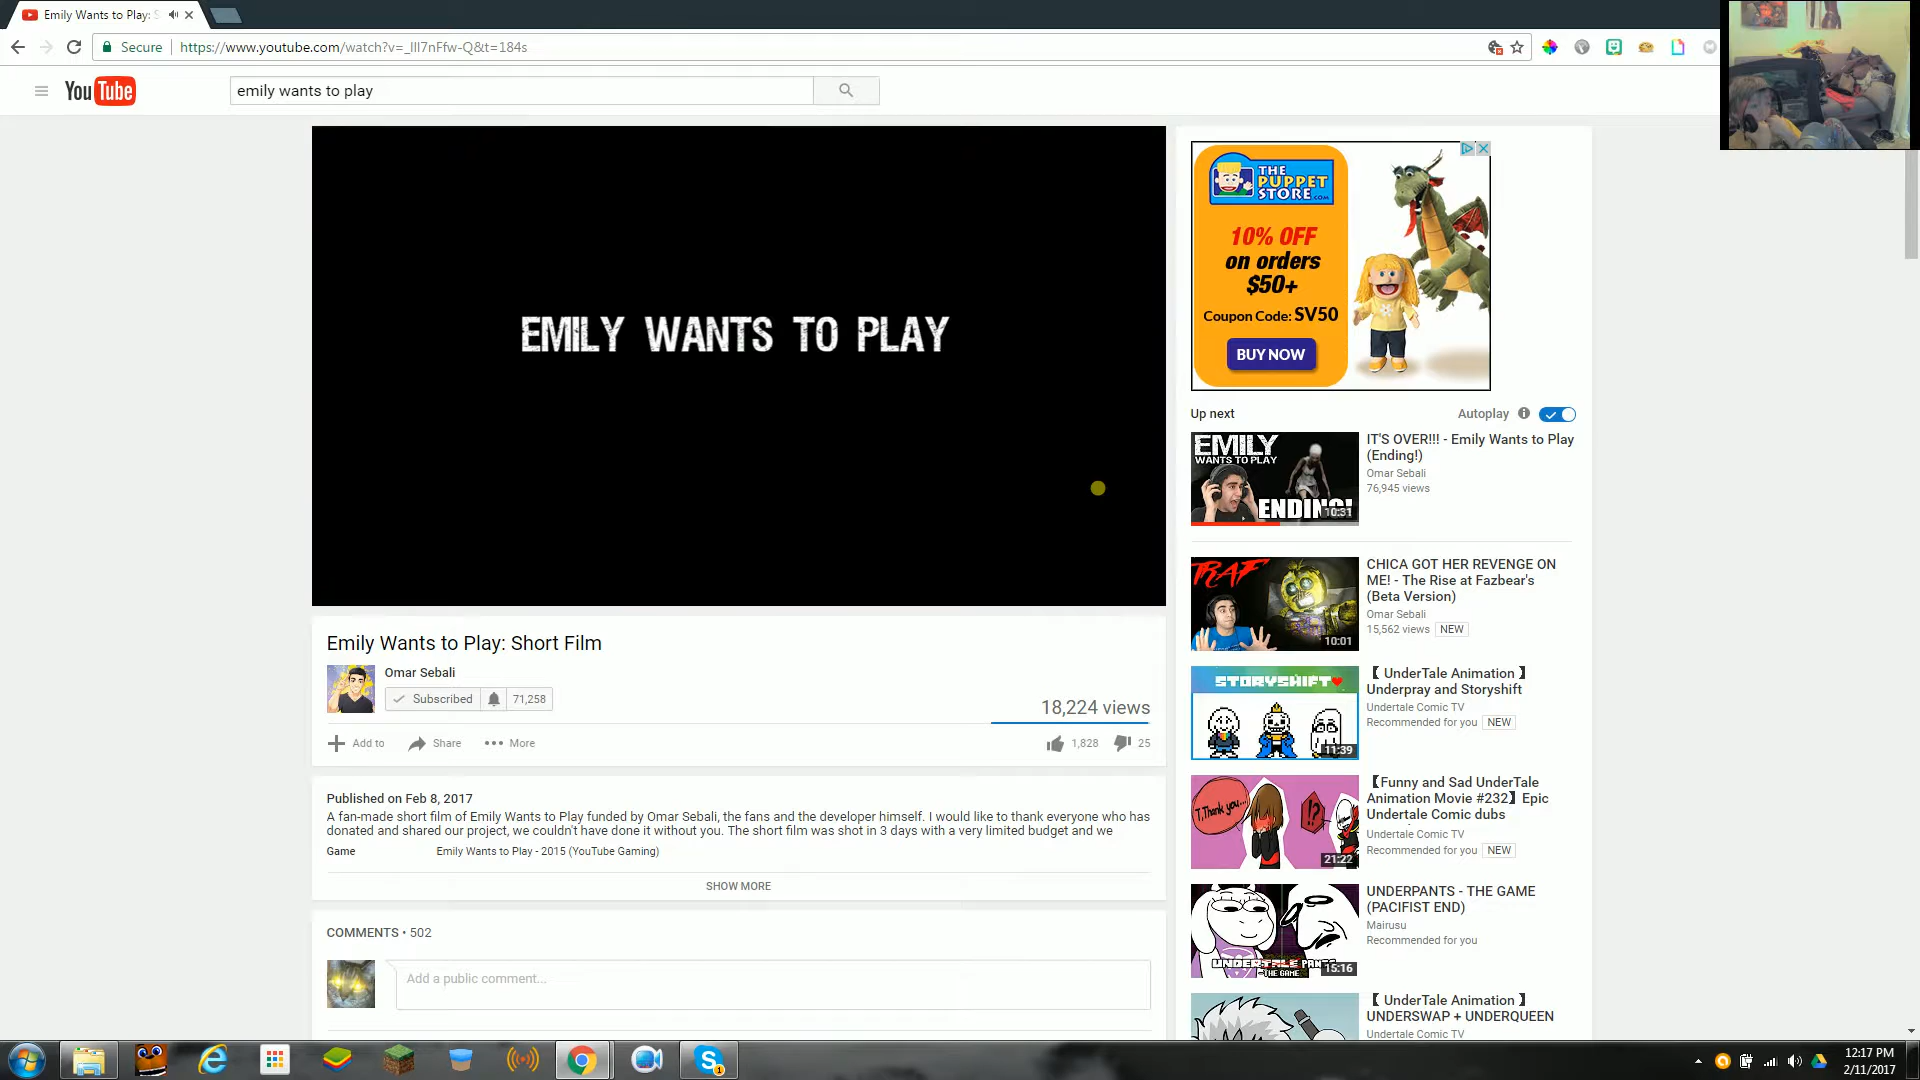 Emily Wants to Play: S
Secure
https://www.youtube.com/watch?v=_lIl7nFfw-Q&t=184s
YouTube
emily wants to play
EMILY WANTS TO PLAY
THE PUPPET STORE.COM
10% OFF
on orders
$50+
Coupon Code: SV50
BUY NOW
Up next
Autoplay
EMILY
WANTS TO PLAY
ENDING!
10:31
IT'S OVER!!! - Emily Wants to Play
(Ending!)
Omar Sebali
76,945 views
TRAF
10:01
CHICA GOT HER REVENGE ON
ME! - The Rise at Fazbear's
(Beta Version)
Omar Sebali
15,562 views NEW
STORYSHIFT
11:39
【 UnderTale Animation 】
Underpray and Storyshift
Undertale Comic TV
Recommended for you NEW
T,Thank you...
!?
21:22
【Funny and Sad UnderTale
Animation Movie #232】Epic
Undertale Comic dubs
Undertale Comic TV
Recommended for you NEW
THE GAME
15:16
UNDERPANTS - THE GAME
(PACIFIST END)
Mairusu
Recommended for you
【 UnderTale Animation 】
UNDERSWAP + UNDERQUEEN
Undertale Comic TV
Emily Wants to Play: Short Film
Omar Sebali
Subscribed 71,258
18,224 views
Add to Share More
1,828 25
Published on Feb 8, 2017
A fan-made short film of Emily Wants to Play funded by Omar Sebali, the fans and the developer himself. I would like to thank everyone who has
donated and shared our project, we couldn't have done it without you. The short film was shot in 3 days with a very limited budget and we
Game Emily Wants to Play - 2015 (YouTube Gaming)
SHOW MORE
COMMENTS • 502
Add a public comment...
12:17 PM
2/11/2017